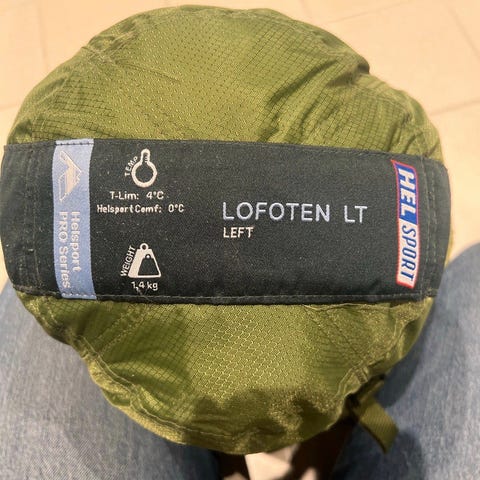 Helsport
PRO Series
TEMP
T-Lim: 4°C
Helsport Comf: 0°C
WEIGHT
1,4 kg
LOFOTEN LT
LEFT
HELSPORT